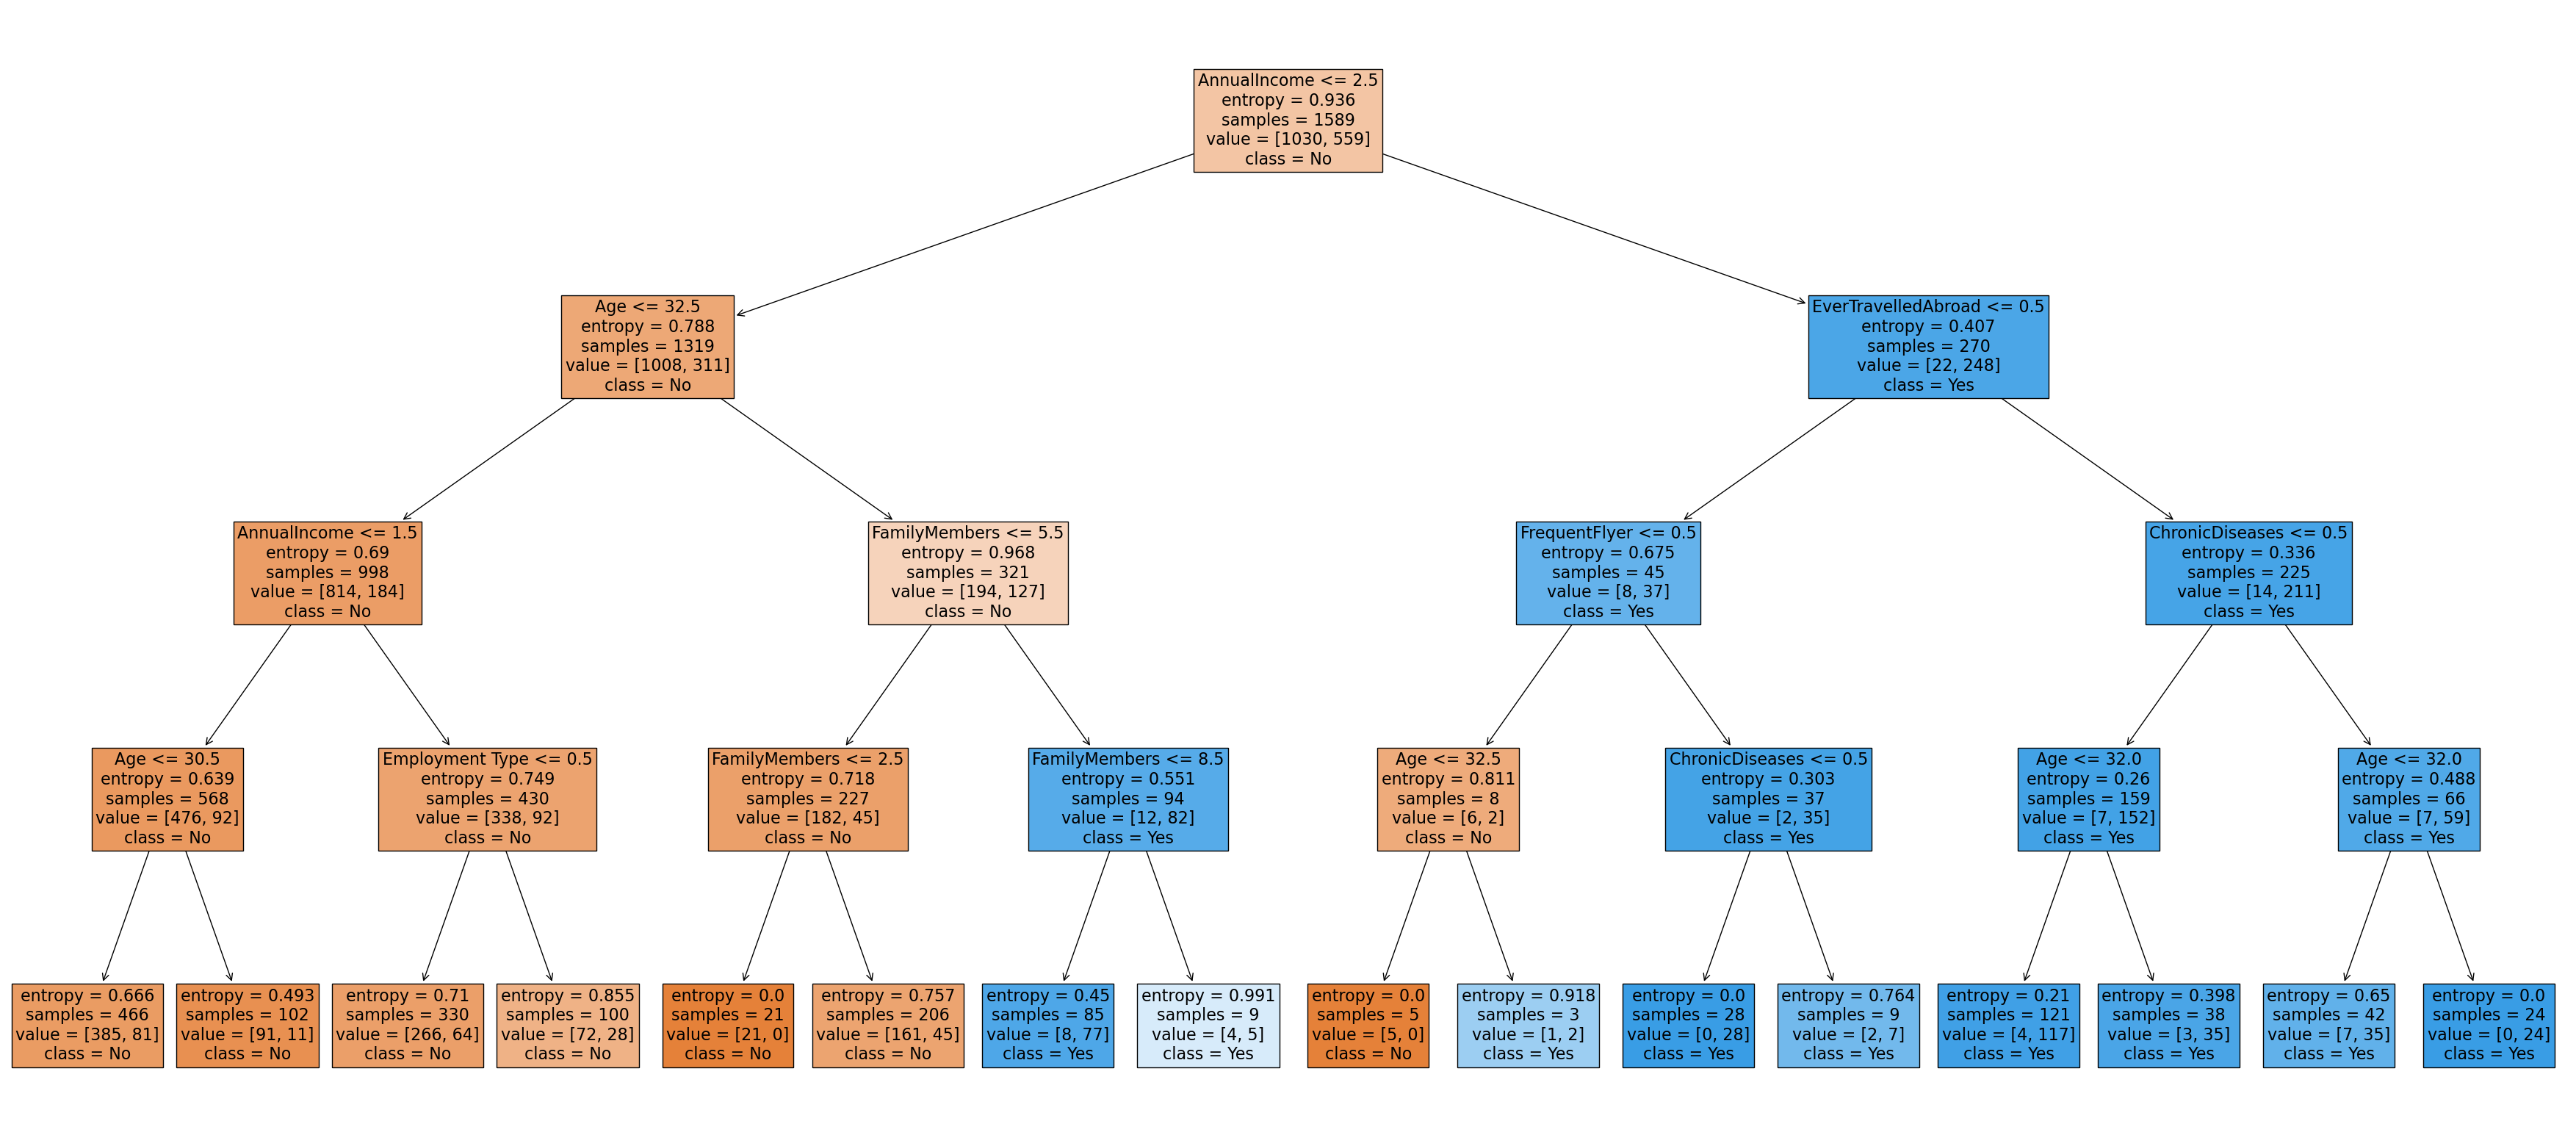 AnnualIncome <= 2.5
entropy = 0.936
samples = 1589
value = [1030, 559]
class = No
Age <= 32.5
entropy = 0.788
samples = 1319
value = [1008, 311]
class = No
EverTravelledAbroad <= 0.5
entropy = 0.407
samples = 270
value = [22, 248]
class = Yes
AnnualIncome <= 1.5
entropy = 0.69
samples = 998
value = [814, 184]
class = No
FamilyMembers <= 5.5
entropy = 0.968
samples = 321
value = [194, 127]
class = No
FrequentFlyer <= 0.5
entropy = 0.675
samples = 45
value = [8, 37]
class = Yes
ChronicDiseases <= 0.5
entropy = 0.336
samples = 225
value = [14, 211]
class = Yes
Age <= 30.5
entropy = 0.639
samples = 568
value = [476, 92]
class = No
Employment Type <= 0.5
entropy = 0.749
samples = 430
value = [338, 92]
class = No
FamilyMembers <= 2.5
entropy = 0.718
samples = 227
value = [182, 45]
class = No
FamilyMembers <= 8.5
entropy = 0.551
samples = 94
value = [12, 82]
class = Yes
Age <= 32.5
entropy = 0.811
samples = 8
value = [6, 2]
class = No
ChronicDiseases <= 0.5
entropy = 0.303
samples = 37
value = [2, 35]
class = Yes
Age <= 32.0
entropy = 0.26
samples = 159
value = [7, 152]
class = Yes
Age <= 32.0
entropy = 0.488
samples = 66
value = [7, 59]
class = Yes
entropy = 0.666
samples = 466
value = [385, 81]
class = No
entropy = 0.493
samples = 102
value = [91, 11]
class = No
entropy = 0.71
samples = 330
value = [266, 64]
class = No
entropy = 0.855
samples = 100
value = [72, 28]
class = No
entropy = 0.0
samples = 21
value = [21, 0]
class = No
entropy = 0.757
samples = 206
value = [161, 45]
class = No
entropy = 0.45
samples = 85
value = [8, 77]
class = Yes
entropy = 0.991
samples = 9
value = [4, 5]
class = Yes
entropy = 0.0
samples = 5
value = [5, 0]
class = No
entropy = 0.918
samples = 3
value = [1, 2]
class = Yes
entropy = 0.0
samples = 28
value = [0, 28]
class = Yes
entropy = 0.764
samples = 9
value = [2, 7]
class = Yes
entropy = 0.21
samples = 121
value = [4, 117]
class = Yes
entropy = 0.398
samples = 38
value = [3, 35]
class = Yes
entropy = 0.65
samples = 42
value = [7, 35]
class = Yes
entropy = 0.0
samples = 24
value = [0, 24]
class = Yes